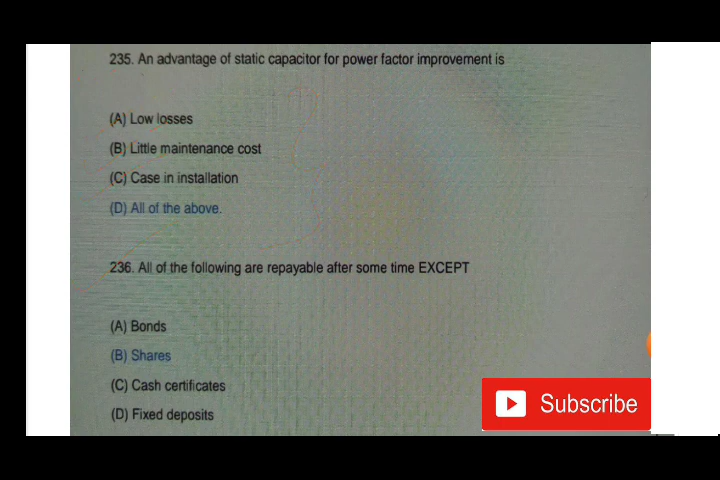 235. An advantage of static capacitor for power factor improvement is
(A) Low losses
(B) Little maintenance cost
(C) Case in installation
(D) All of the above.
236. All of the following are repayable after some time EXCEPT
(A) Bonds
(B) Shares
(C) Cash certificates
(D) Fixed deposits
Subscribe